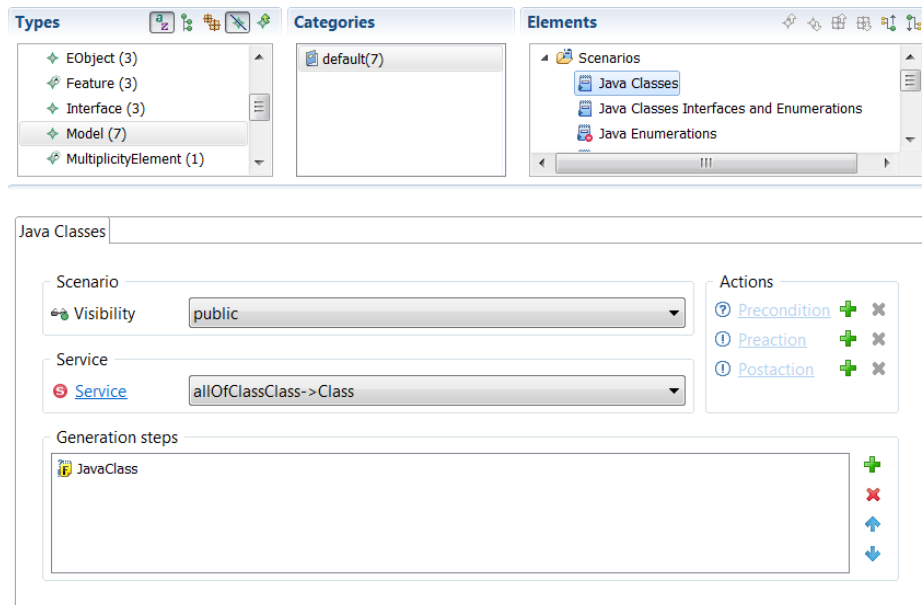 Types
Categories
Elements
EObject (3)
Feature (3)
Interface (3)
Model (7)
MultiplicityElement (1)
default(7)
Scenarios
Java Classes
Java Classes Interfaces and Enumerations
Java Enumerations
Java Classes
Scenario
Visibility
public
Service
Service
allOfClassClass->Class
Actions
Precondition
Preaction
Postaction
Generation steps
JavaClass